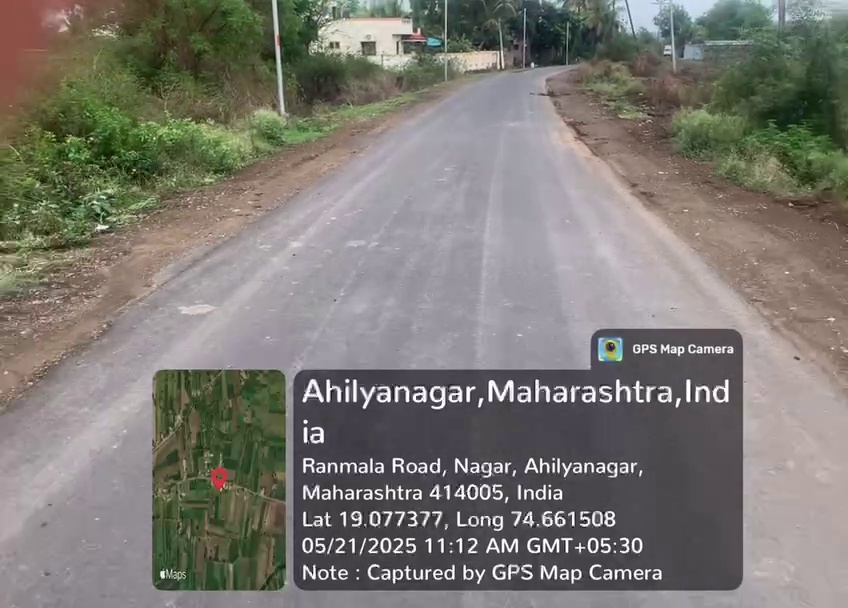 GPS Map Camera
Ahilyanagar,Maharashtra,Ind
ia
Ranmala Road, Nagar, Ahilyanagar,
Maharashtra 414005, India
Lat 19.077377, Long 74.661508
05/21/2025 11:12 AM GMT+05:30
Note : Captured by GPS Map Camera
Maps